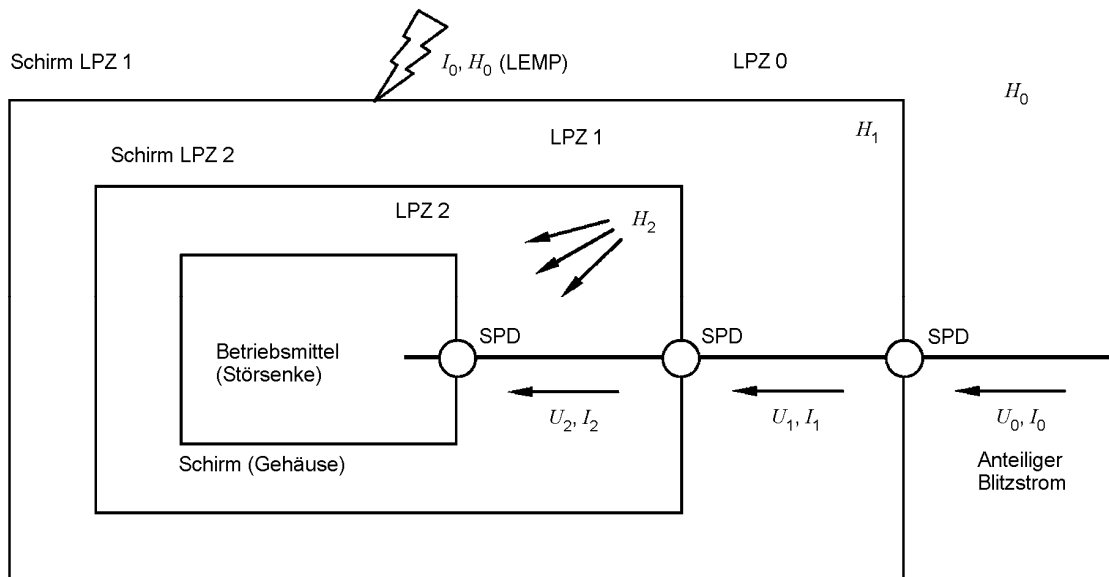 Schirm LPZ 1
I₀, H₀ (LEMP)
LPZ 0
H₀
H₁
LPZ 1
Schirm LPZ 2
LPZ 2
H₂
SPD
SPD
SPD
Betriebsmittel
(Störsenke)
U₂, I₂
U₁, I₁
U₀, I₀
Schirm (Gehäuse)
Anteiliger
Blitzstrom